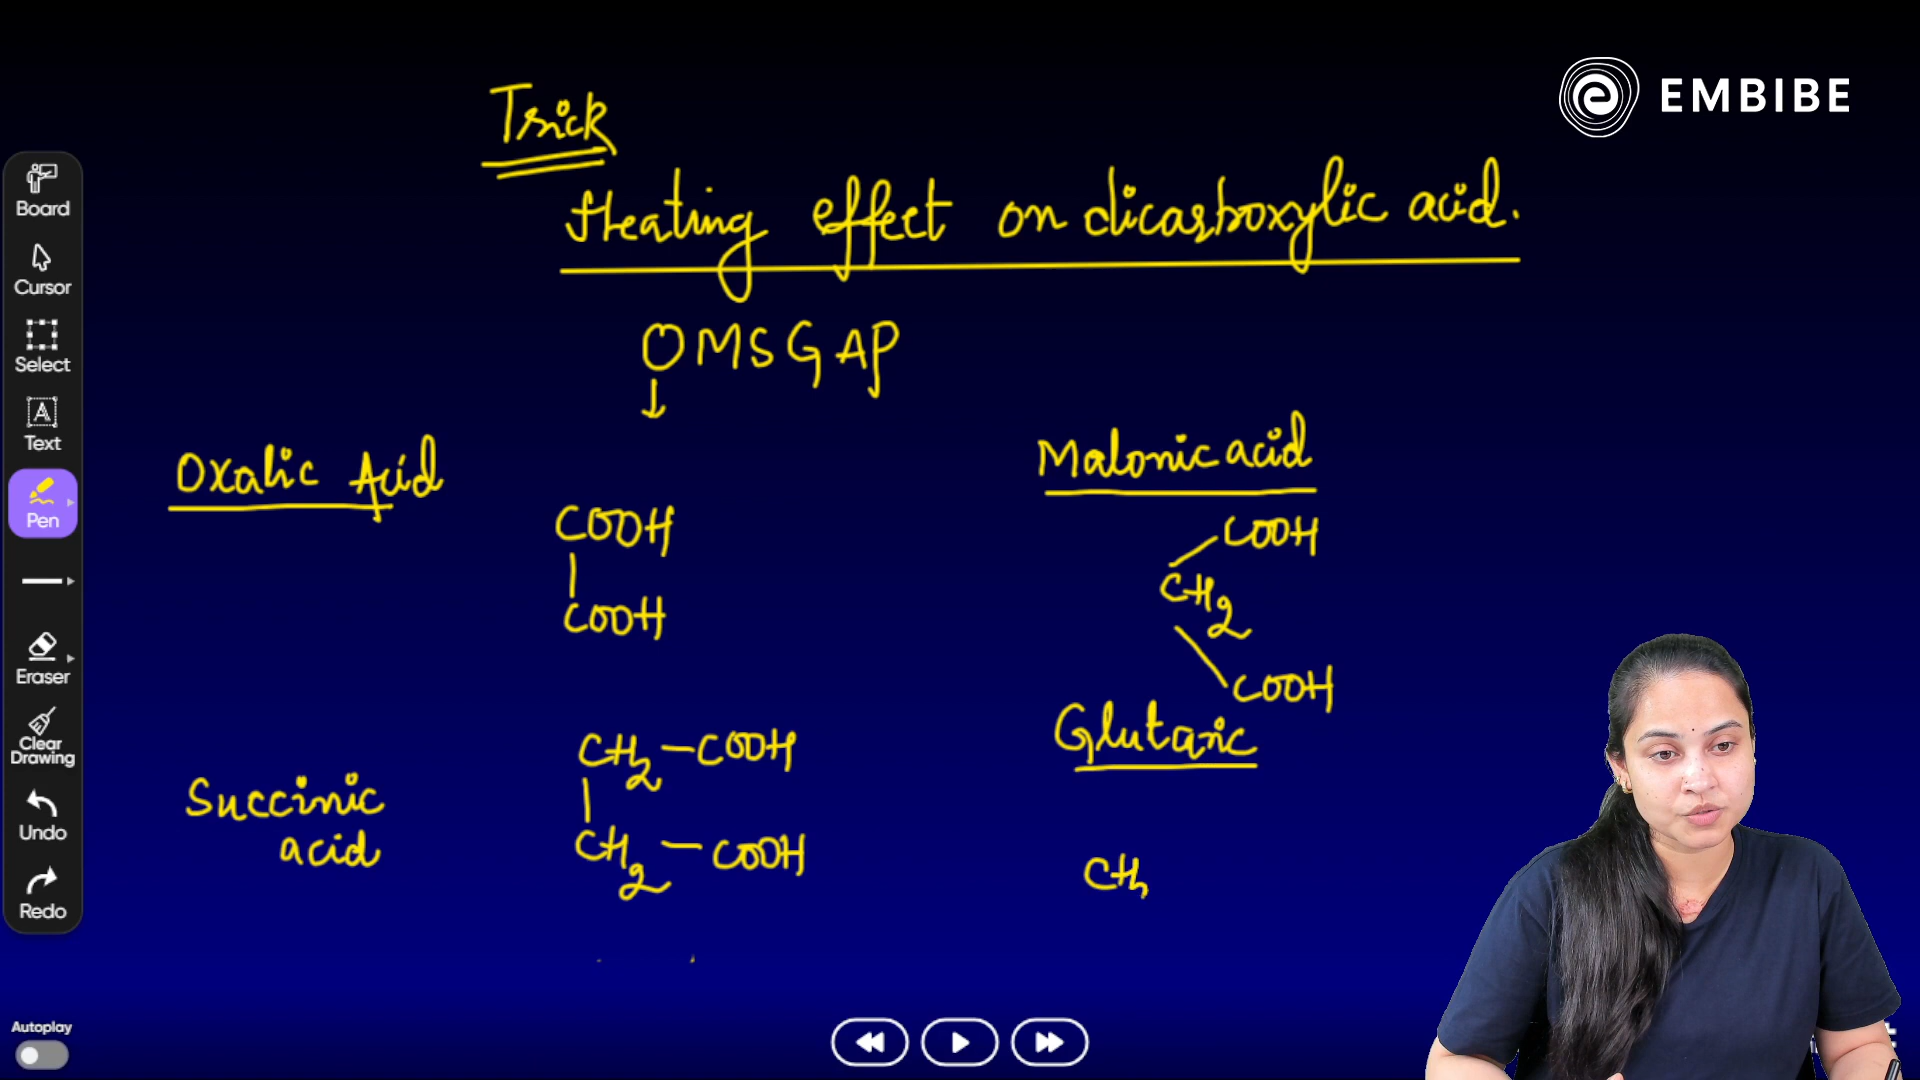 EMBIBE
Trick
Heating effect on dicarboxylic acid.
OMSGAP
Oxalic Acid
COOH
COOH
Malonic acid
COOH
CH2
COOH
Succinic
acid
CH2-COOH
CH2-COOH
Glutaric
CH
Board
Cursor
Select
Text
Pen
Eraser
Clear
Drawing
Undo
Redo
Autoplay